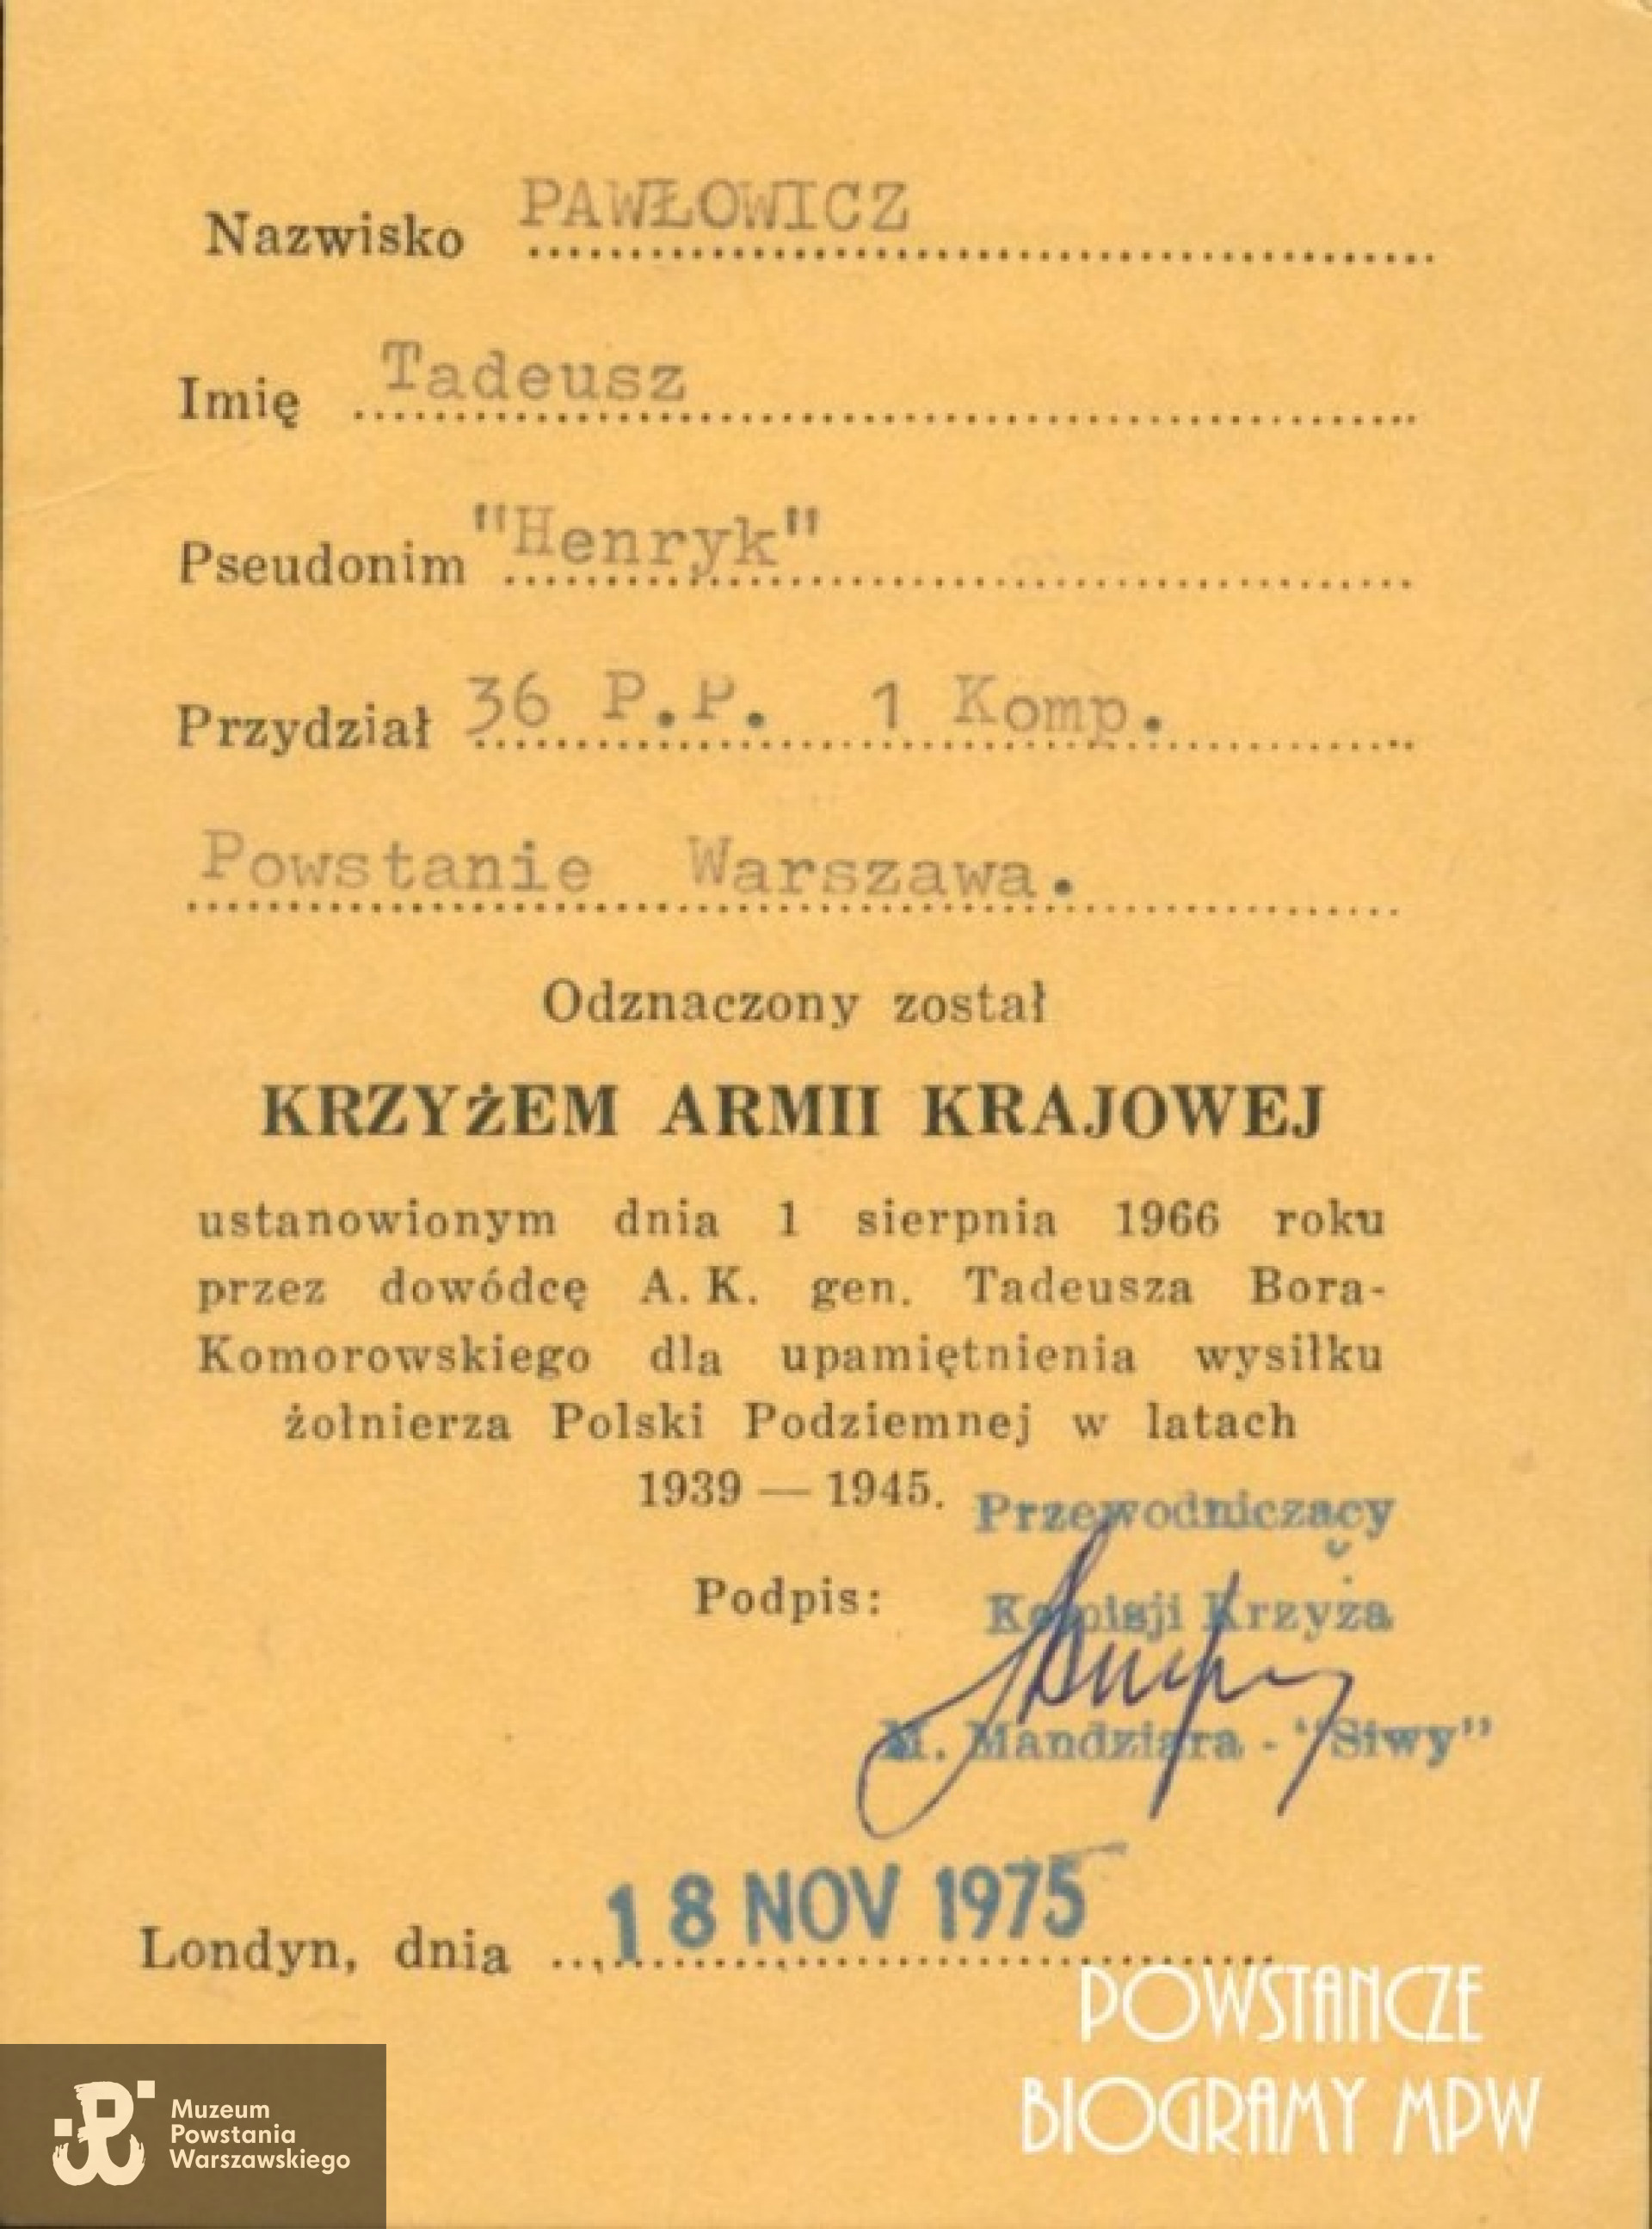 Nazwisko PAWŁOWICZ
Imię Tadeusz
Pseudonim "Henryk"
Przydział 36 P.P. 1 Komp.
Powstanie Warszawa.
Odznaczony został
KRZYŻEM ARMII KRAJOWEJ
ustanowionym dnia 1 sierpnia 1966 roku
przez dowódcę A. K. gen. Tadeusza Bora-
Komorowskiego dla upamiętnienia wysiłku
żołnierza Polski Podziemnej w latach
1939 — 1945.
Przewodniczący
Podpis: Komisji Krzyża
M. Mandziara - "Siwy"
Londyn, dnia 18 NOV 1975
POWSTAŃCZE
BIOGRAMY MPW
Muzeum
Powstania
Warszawskiego